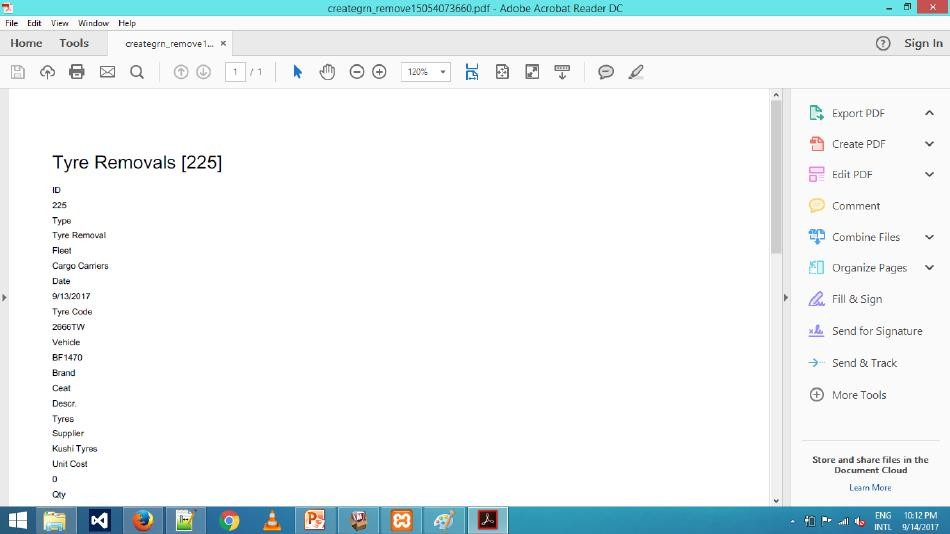 creategrn_remove15054073660.pdf - Adobe Acrobat Reader DC
File Edit View Window Help
Home Tools creategrn_remove1... × Sign In
1 / 1 120%
Tyre Removals [225]
ID
225
Type
Tyre Removal
Fleet
Cargo Carriers
Date
9/13/2017
Tyre Code
2666TW
Vehicle
BF1470
Brand
Ceat
Descr.
Tyres
Supplier
Kushi Tyres
Unit Cost
0
Qty
Export PDF
Create PDF
Edit PDF
Comment
Combine Files
Organize Pages
Fill & Sign
Send for Signature
Send & Track
More Tools
Store and share files in the
Document Cloud
Learn More
ENG 10:12 PM
INTL 9/14/2017